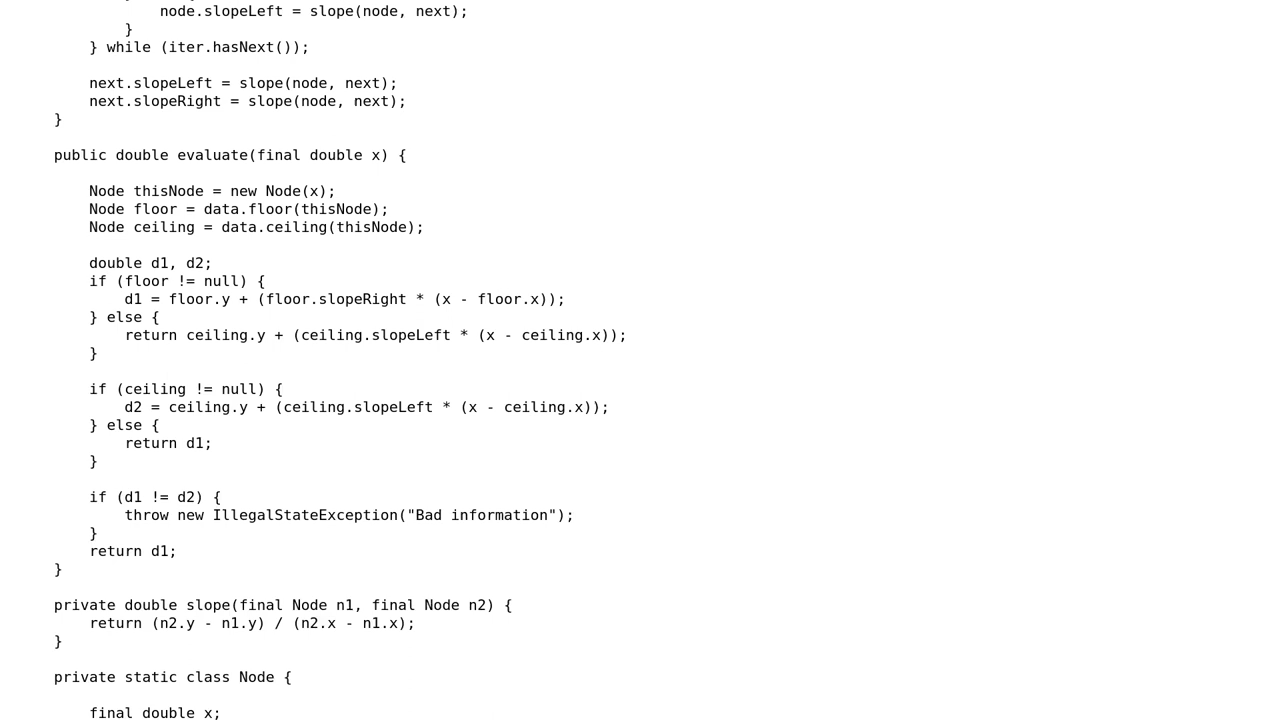 node.slopeLeft = slope(node, next);
            }
        } while (iter.hasNext());

        next.slopeLeft = slope(node, next);
        next.slopeRight = slope(node, next);
    }

    public double evaluate(final double x) {

        Node thisNode = new Node(x);
        Node floor = data.floor(thisNode);
        Node ceiling = data.ceiling(thisNode);

        double d1, d2;
        if (floor != null) {
            d1 = floor.y + (floor.slopeRight * (x - floor.x));
        } else {
            return ceiling.y + (ceiling.slopeLeft * (x - ceiling.x));
        }

        if (ceiling != null) {
            d2 = ceiling.y + (ceiling.slopeLeft * (x - ceiling.x));
        } else {
            return d1;
        }

        if (d1 != d2) {
            throw new IllegalStateException("Bad information");
        }
        return d1;
    }

    private double slope(final Node n1, final Node n2) {
        return (n2.y - n1.y) / (n2.x - n1.x);
    }

    private static class Node {

        final double x;